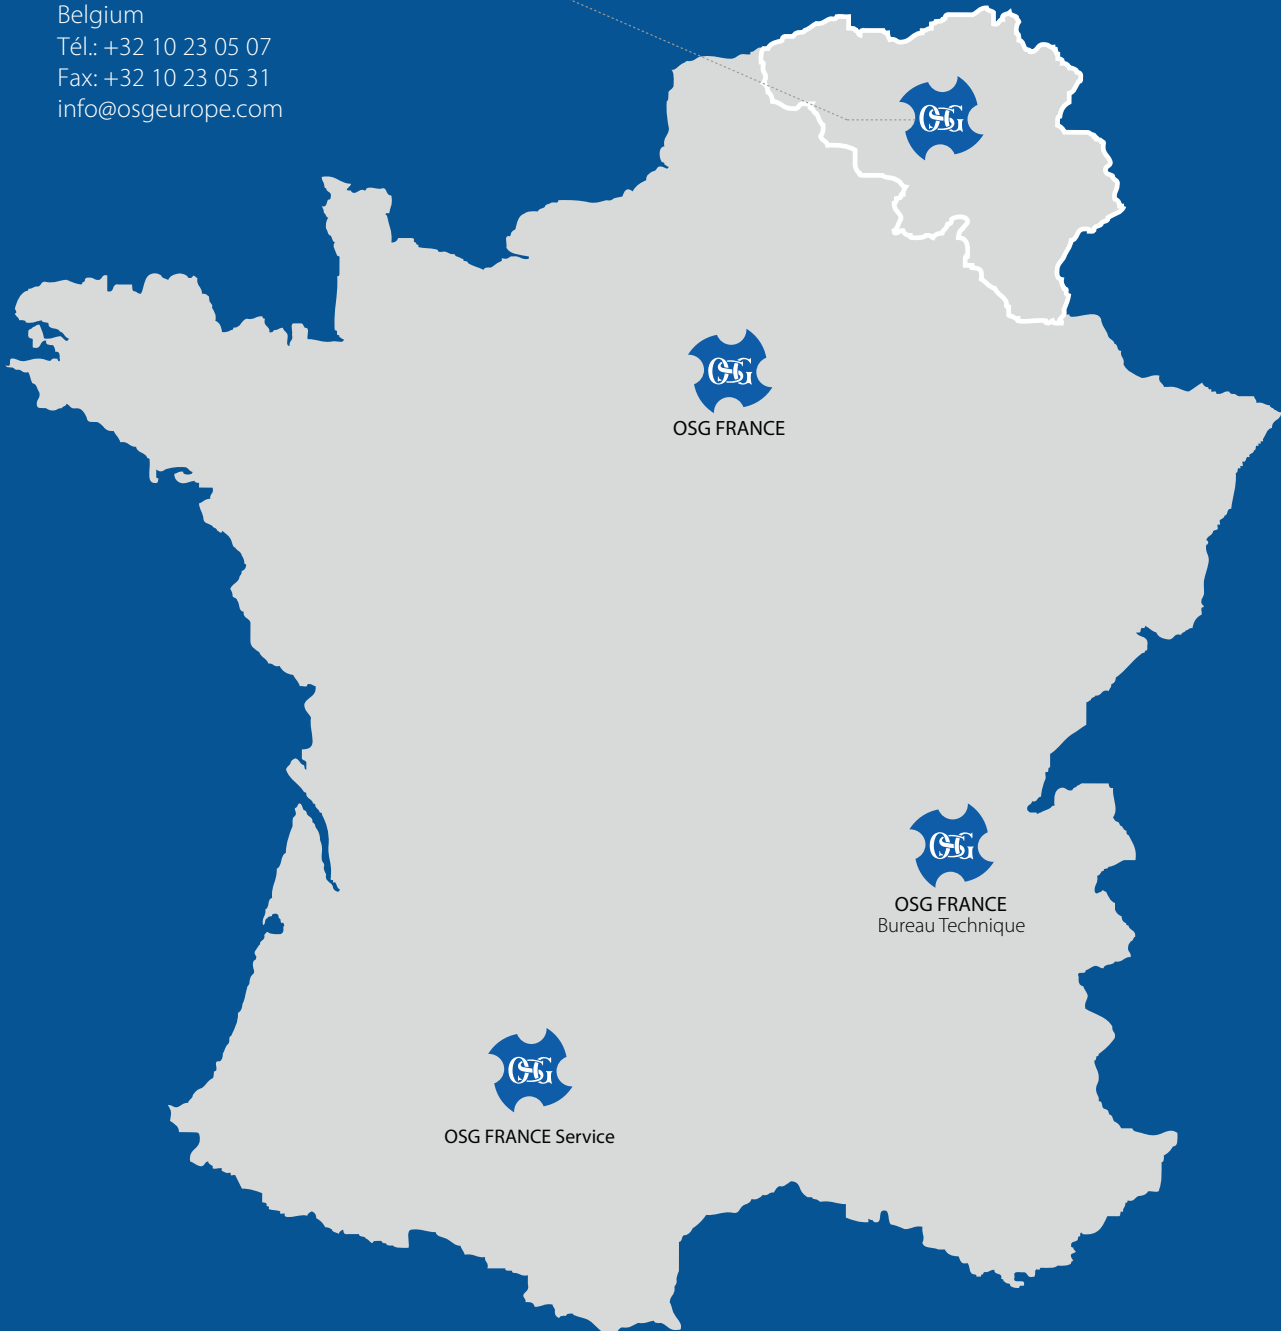 Belgium
Tél.: +32 10 23 05 07
Fax: +32 10 23 05 31
info@osgeurope.com
OSG
OSG
OSG FRANCE
OSG
OSG FRANCE
Bureau Technique
OSG
OSG FRANCE Service